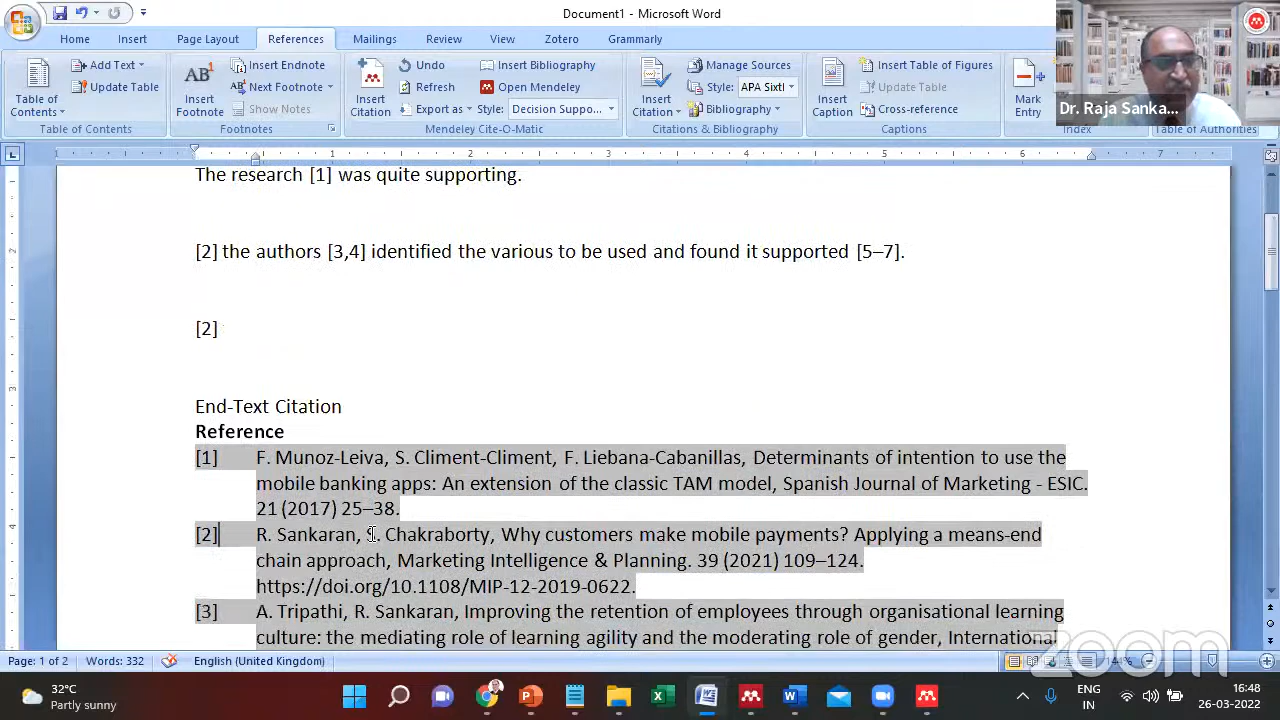 Document1 - Microsoft Word
Home Insert Page Layout References Mailings Review View Zotero Grammarly
Table of Contents
Add Text
Update Table
Table of Contents
AB1
Insert Footnote
Insert Endnote
Next Footnote
Show Notes
Footnotes
Insert Citation
Undo
Refresh
Export as
Insert Bibliography
Open Mendeley
Style: Decision Suppo...
Mendeley Cite-O-Matic
Insert Citation
Manage Sources
Style: APA Sixtl
Bibliography
Citations & Bibliography
Insert Caption
Insert Table of Figures
Update Table
Cross-reference
Captions
Mark Entry
Index
Table of Authorities
Dr. Raja Sanka...
1 1 2 3 4 5 6 7
The research [1] was quite supporting.
[2] the authors [3,4] identified the various to be used and found it supported [5–7].
[2]
End-Text Citation
Reference
[1] F. Munoz-Leiva, S. Climent-Climent, F. Liebana-Cabanillas, Determinants of intention to use the
mobile banking apps: An extension of the classic TAM model, Spanish Journal of Marketing - ESIC.
21 (2017) 25–38.
[2] R. Sankaran, S. Chakraborty, Why customers make mobile payments? Applying a means-end
chain approach, Marketing Intelligence & Planning. 39 (2021) 109–124.
https://doi.org/10.1108/MIP-12-2019-0622.
[3] A. Tripathi, R. Sankaran, Improving the retention of employees through organisational learning
culture: the mediating role of learning agility and the moderating role of gender, International
zoom
Page: 1 of 2 Words: 332 English (United Kingdom) 144%
32°C
Partly sunny
ENG
IN
16:48
26-03-2022